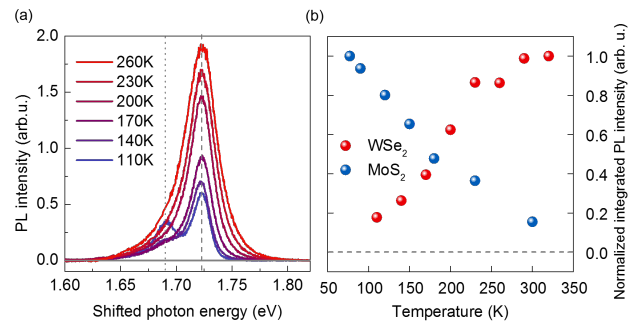 (a)
PL intensity (arb.u.)
2.0
1.5
1.0
0.5
0.0
260K
230K
200K
170K
140K
110K
1.60
1.65
1.70
1.75
1.80
Shifted photon energy (eV)
(b)
WSe₂
MoS₂
50
100
150
200
250
300
350
Temperature (K)
1.0
0.8
0.6
0.4
0.2
0.0
Normalized integrated PL intensity (arb. u.)